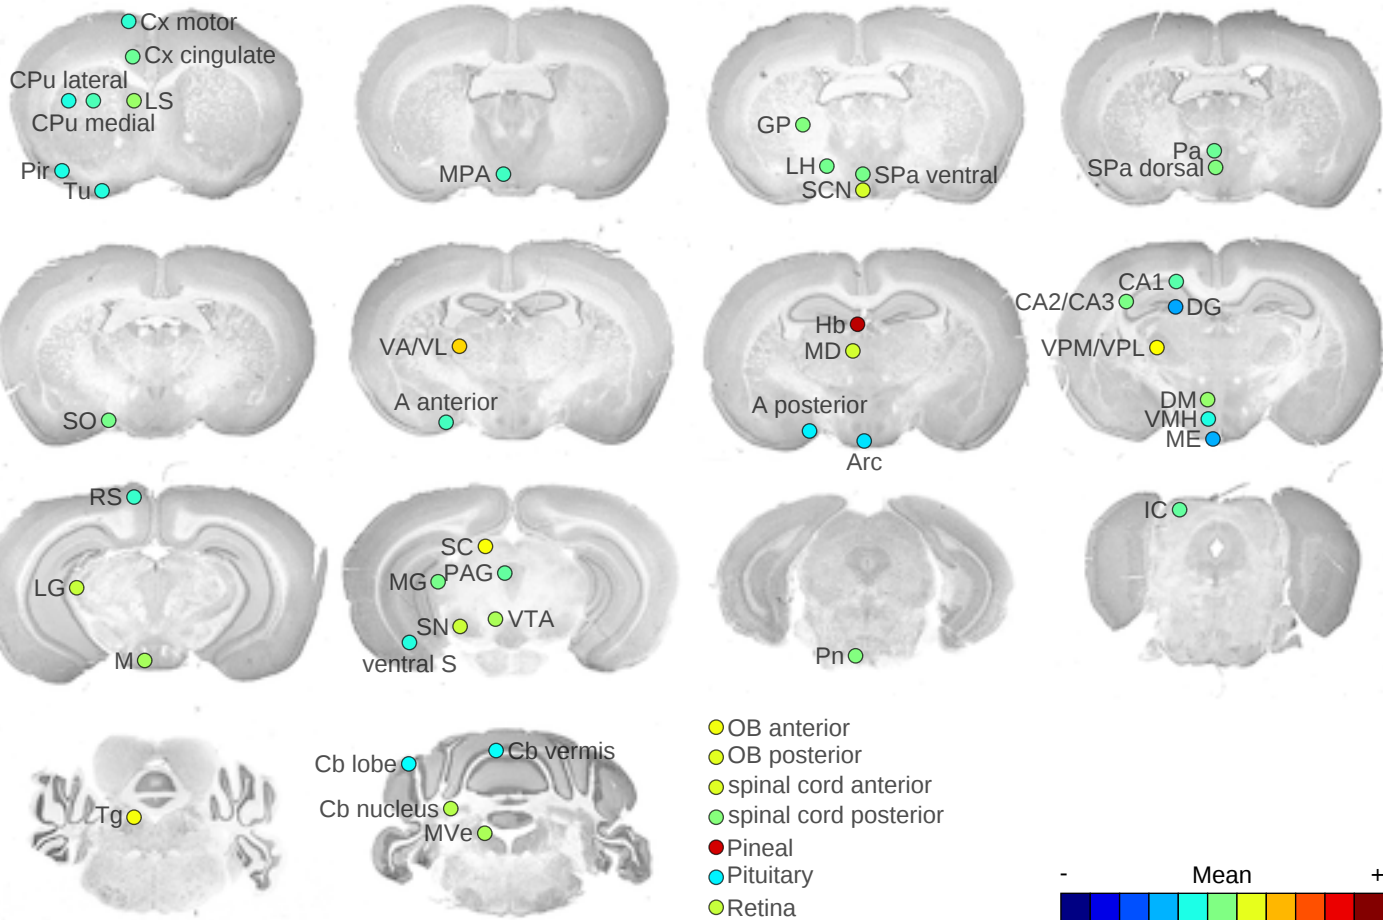 Cx motor
Cx cingulate
CPu lateral
LS
CPu medial
Pir
Tu
MPA
GP
LH
SPa ventral
SCN
Pa
SPa dorsal
SO
VA/VL
A anterior
Hb
MD
A posterior
Arc
CA1
CA2/CA3
DG
VPM/VPL
DM
VMH
ME
RS
LG
M
SC
PAG
MG
SN
VTA
ventral S
Pn
IC
Tg
Cb lobe
Cb vermis
Cb nucleus
MVe
OB anterior
OB posterior
spinal cord anterior
spinal cord posterior
Pineal
Pituitary
Retina
- Mean +